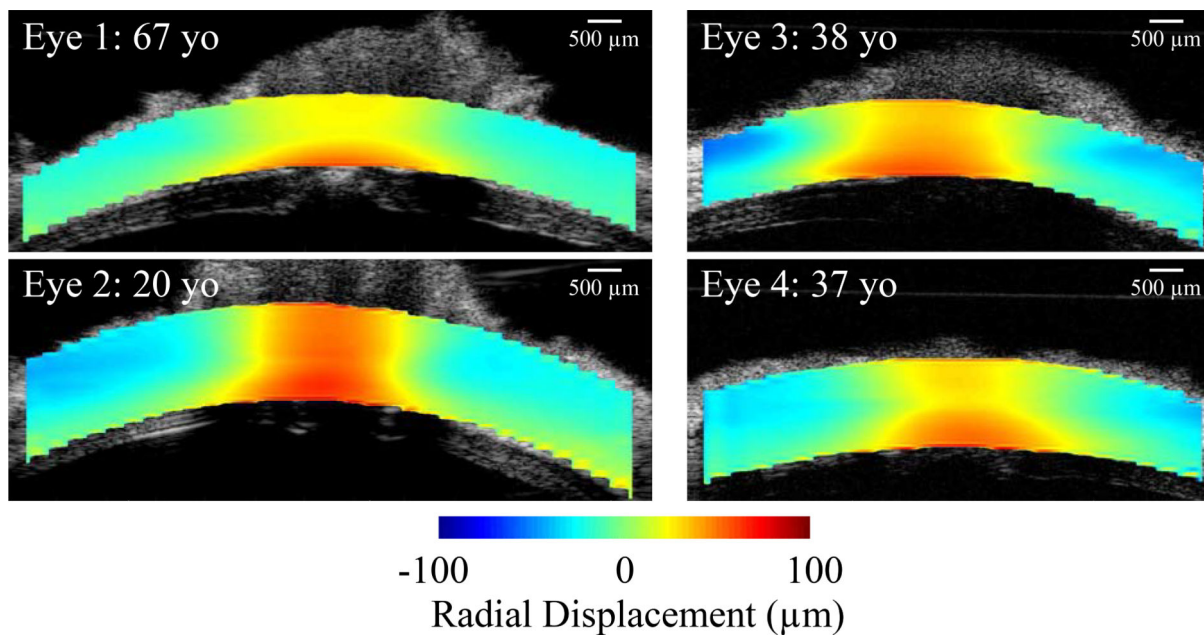 Eye 1: 67 yo
500 µm
Eye 3: 38 yo
500 µm
Eye 2: 20 yo
500 µm
Eye 4: 37 yo
500 µm
-100
0
100
Radial Displacement (µm)